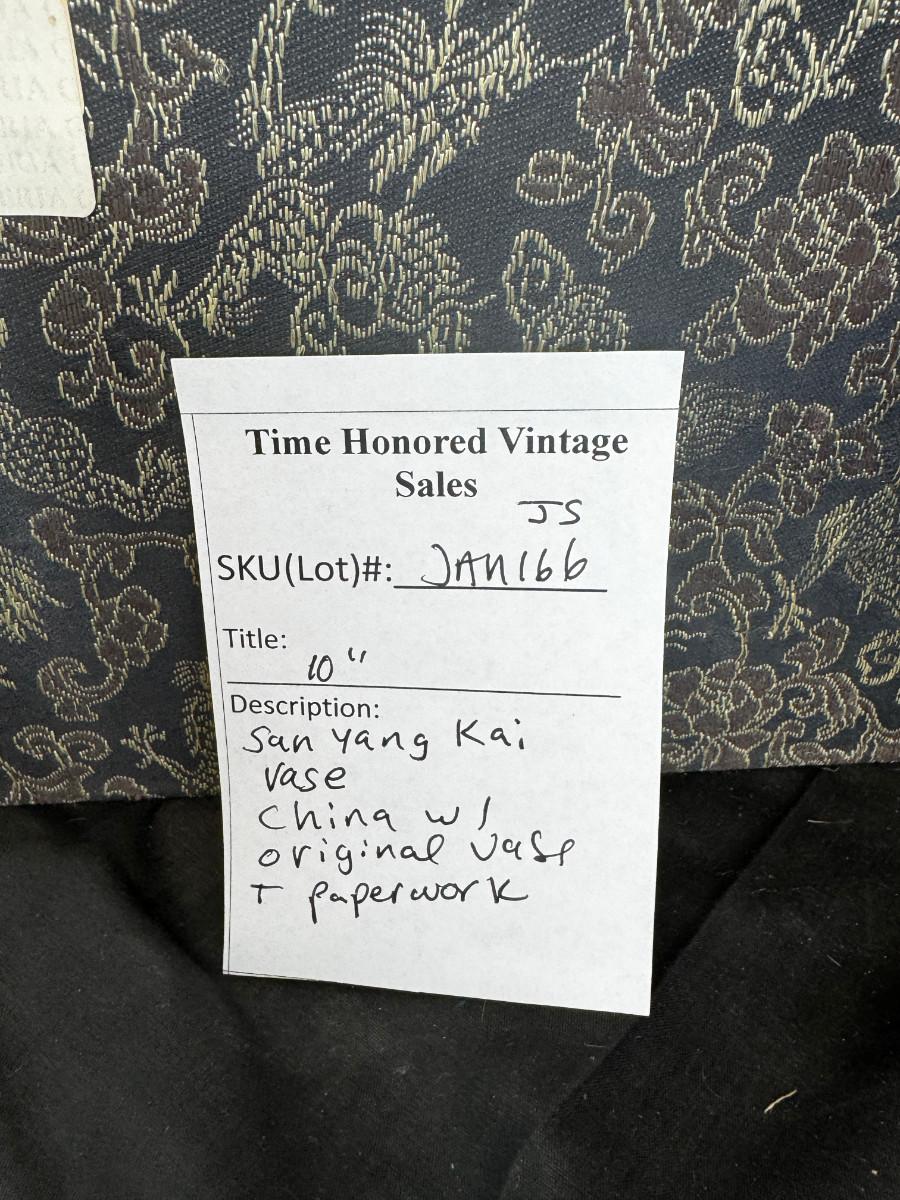 Time Honored Vintage
Sales
JS
SKU(Lot)#: JAN166
Title:
10"
Description:
San Yang Kai
vase
China w/
original vase
+ paperwork